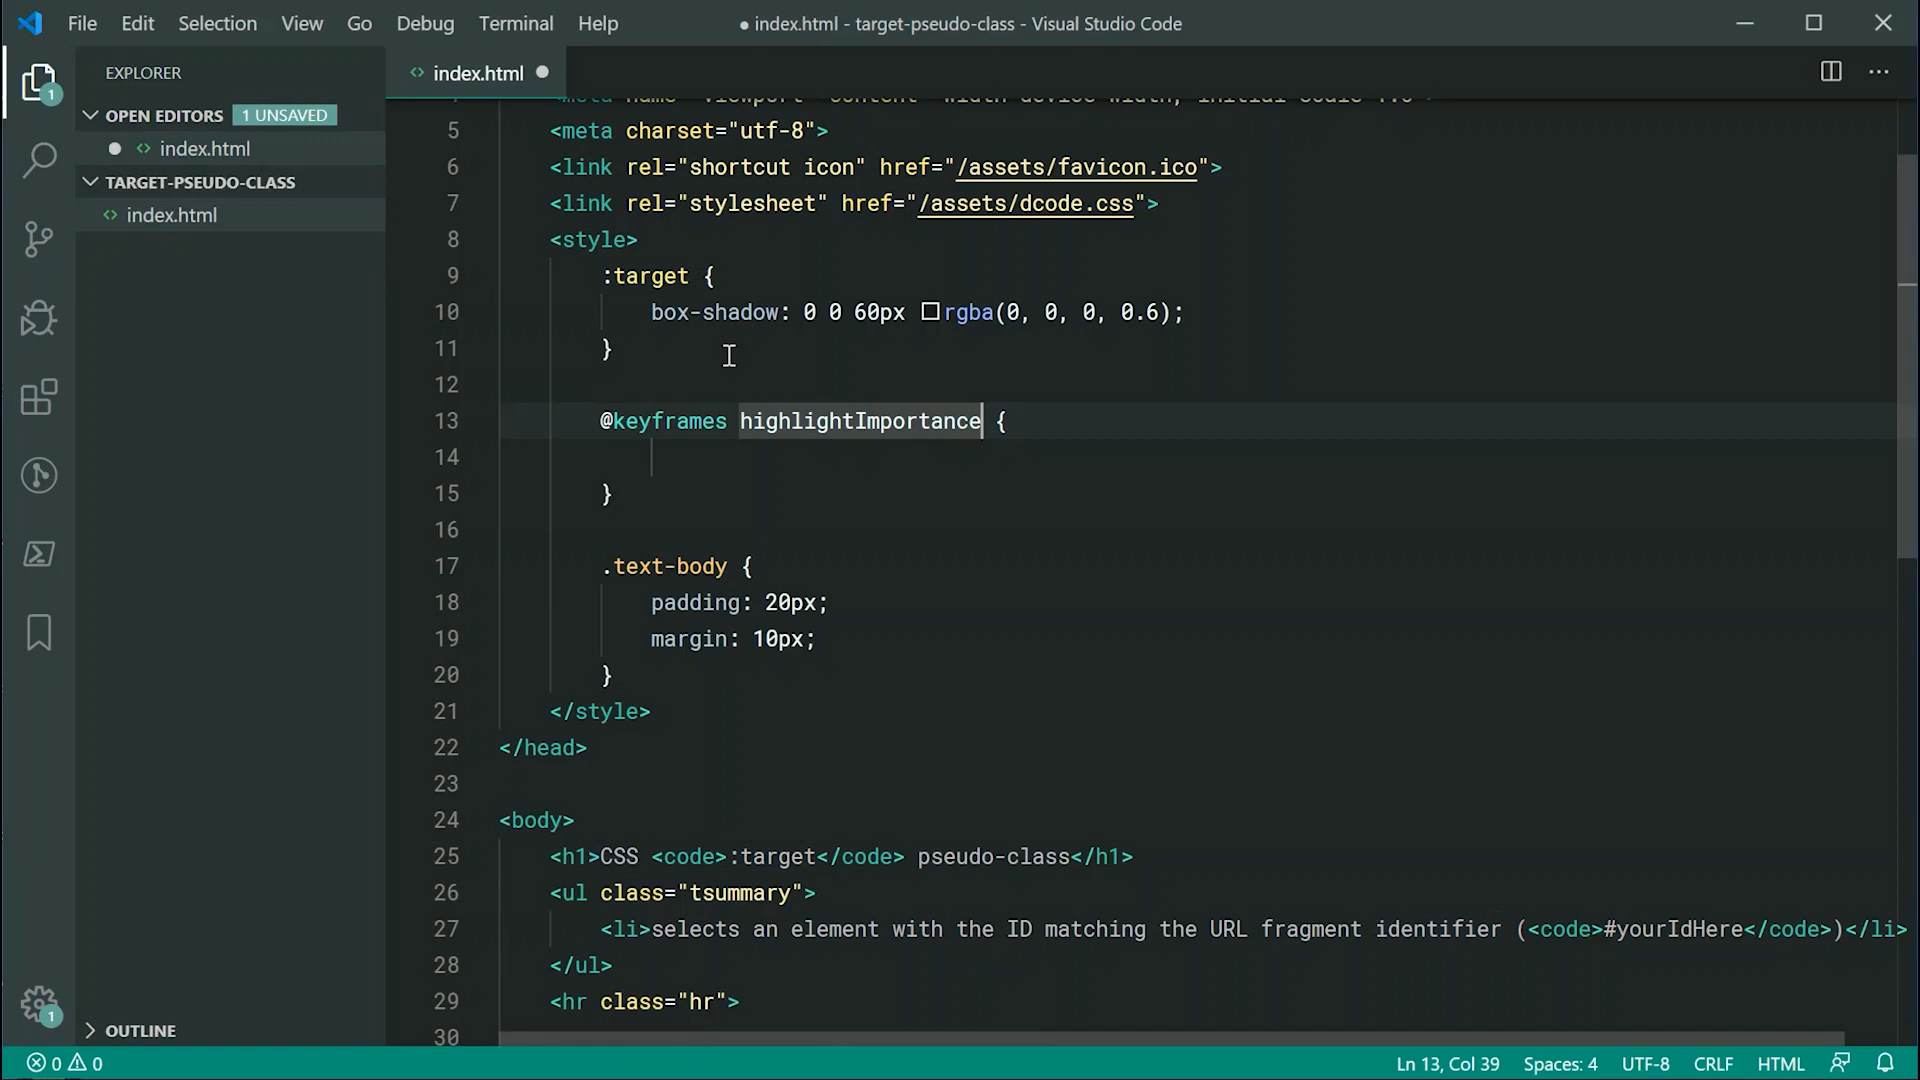 File Edit Selection View Go Debug Terminal Help
● index.html - target-pseudo-class - Visual Studio Code
EXPLORER
OPEN EDITORS 1 UNSAVED
index.html
TARGET-PSEUDO-CLASS
index.html
OUTLINE
index.html
5 <meta charset="utf-8">
6 <link rel="shortcut icon" href="/assets/favicon.ico">
7 <link rel="stylesheet" href="/assets/dcode.css">
8 <style>
9 :target {
10 box-shadow: 0 0 60px rgba(0, 0, 0, 0.6);
11 }
12
13 @keyframes highlightImportance {
14
15 }
16
17 .text-body {
18 padding: 20px;
19 margin: 10px;
20 }
21 </style>
22 </head>
23
24 <body>
25 <h1>CSS <code>:target</code> pseudo-class</h1>
26 <ul class="tsummary">
27 <li>selects an element with the ID matching the URL fragment identifier (<code>#yourIdHere</code>)</li>
28 </ul>
29 <hr class="hr">
30
1
1
0 0
Ln 13, Col 39 Spaces: 4 UTF-8 CRLF HTML